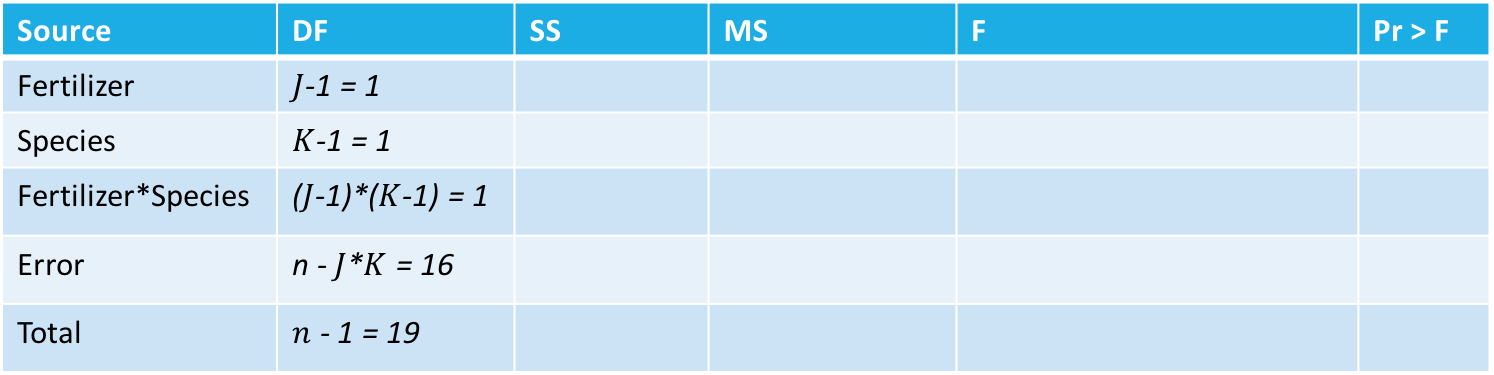 Source DF SS MS F Pr > F
Fertilizer J-1 = 1
Species K-1 = 1
Fertilizer*Species (J-1)*(K-1) = 1
Error n - J*K = 16
Total n - 1 = 19